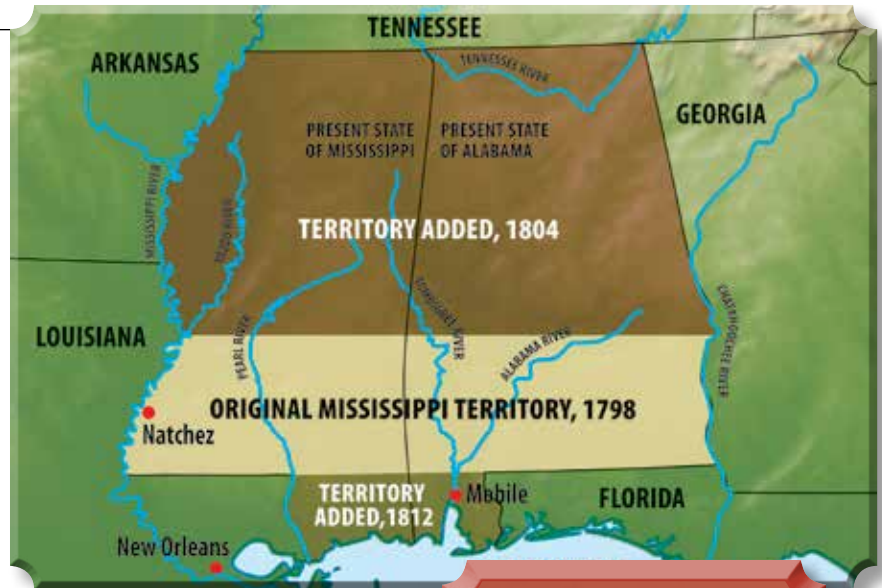 TENNESSEE
ARKANSAS
TENNESSEE RIVER
GEORGIA
PRESENT STATE
OF MISSISSIPPI
PRESENT STATE
OF ALABAMA
MISSISSIPPI RIVER
YAZOO RIVER
TERRITORY ADDED, 1804
LOUISIANA
PEARL RIVER
TOMBIGBEE RIVER
ALABAMA RIVER
CHATTAHOOCHEE RIVER
ORIGINAL MISSISSIPPI TERRITORY, 1798
Natchez
TERRITORY
ADDED,1812
Mobile
FLORIDA
New Orleans